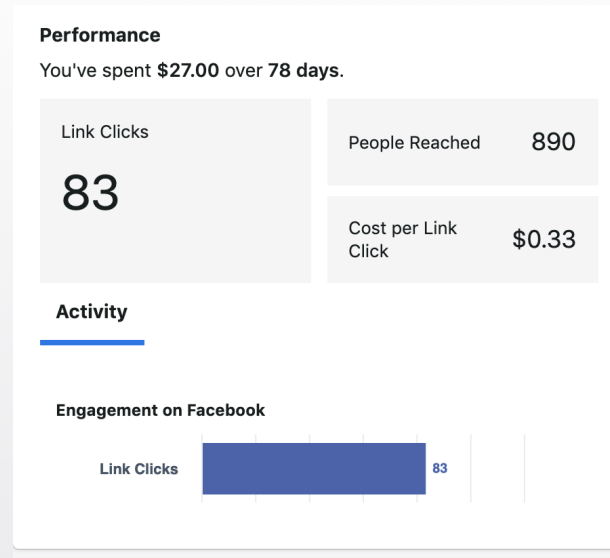 Performance
You've spent $27.00 over 78 days.
Link Clicks
83
People Reached
890
Cost per Link
Click
$0.33
Activity
Engagement on Facebook
Link Clicks
83